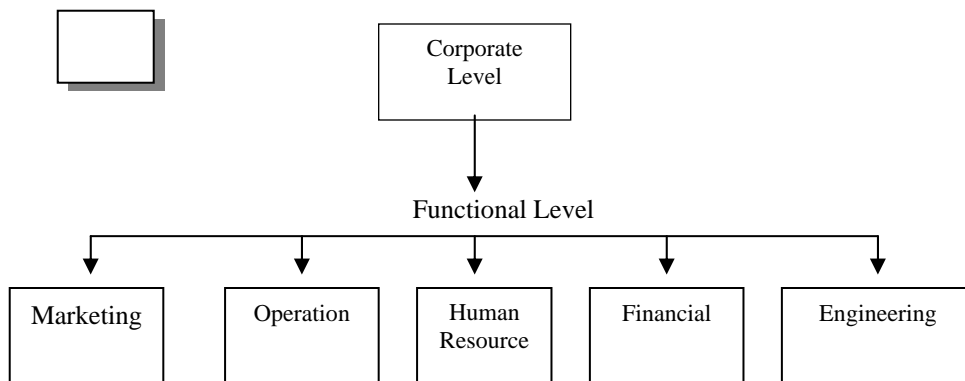 Corporate
Level
Functional Level
Marketing
Operation
Human
Resource
Financial
Engineering